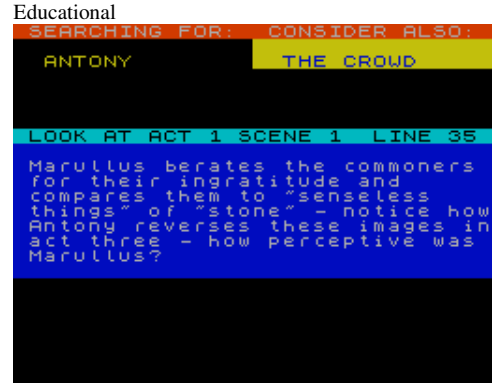 Educational
SEARCHING FOR: CONSIDER ALSO:
ANTONY THE CROWD
LOOK AT ACT 1 SCENE 1 LINE 35
Marullus berates the commoners
for their ingratitude and
compares them to "senseless
things" of "stone" - notice how
Antony reverses these images in
act three - how perceptive was
Marullus?